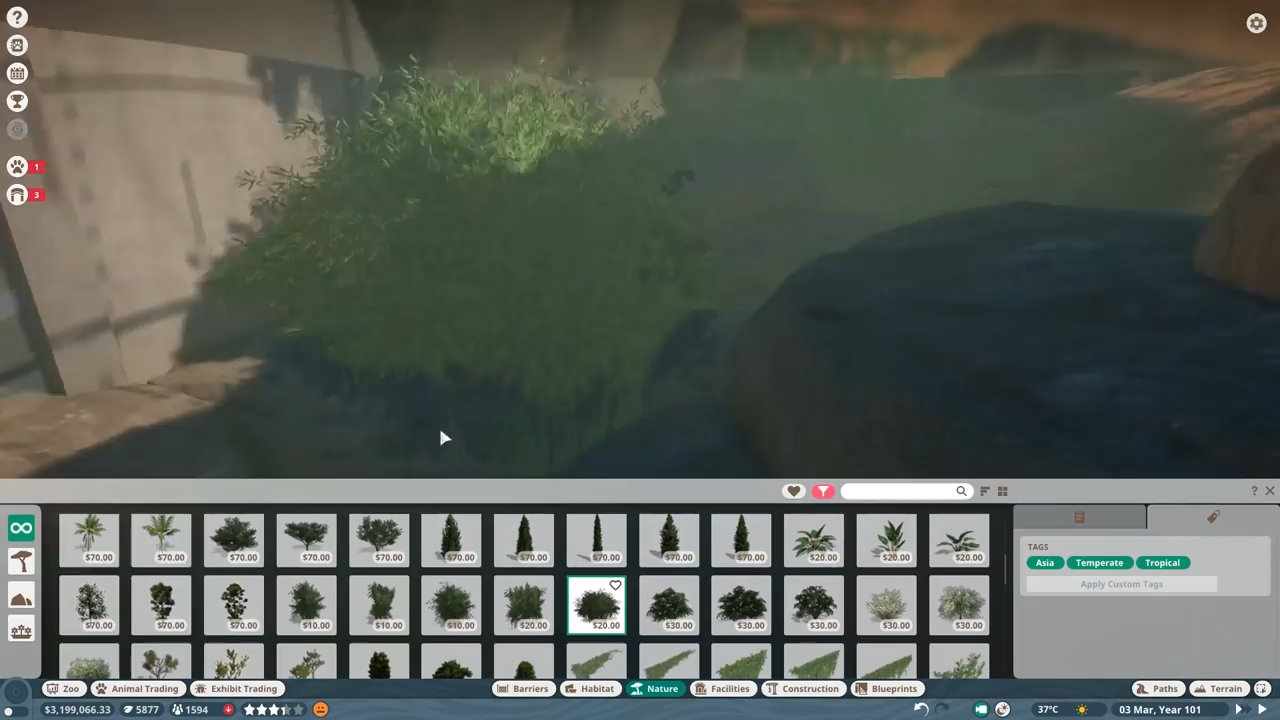 ?
1
3
?
TAGS
Asia Temperate Tropical
Apply Custom Tags
$70.00 $70.00 $70.00 $70.00 $70.00 $70.00 $70.00 $70.00 $70.00 $70.00 $20.00 $20.00 $20.00
$70.00 $70.00 $70.00 $10.00 $10.00 $10.00 $20.00 $20.00 $30.00 $30.00 $30.00 $30.00 $30.00
Zoo Animal Trading Exhibit Trading Barriers Habitat Nature Facilities Construction Blueprints Paths Terrain
$3,199,066.33 5877 1594 37°C 03 Mar, Year 101